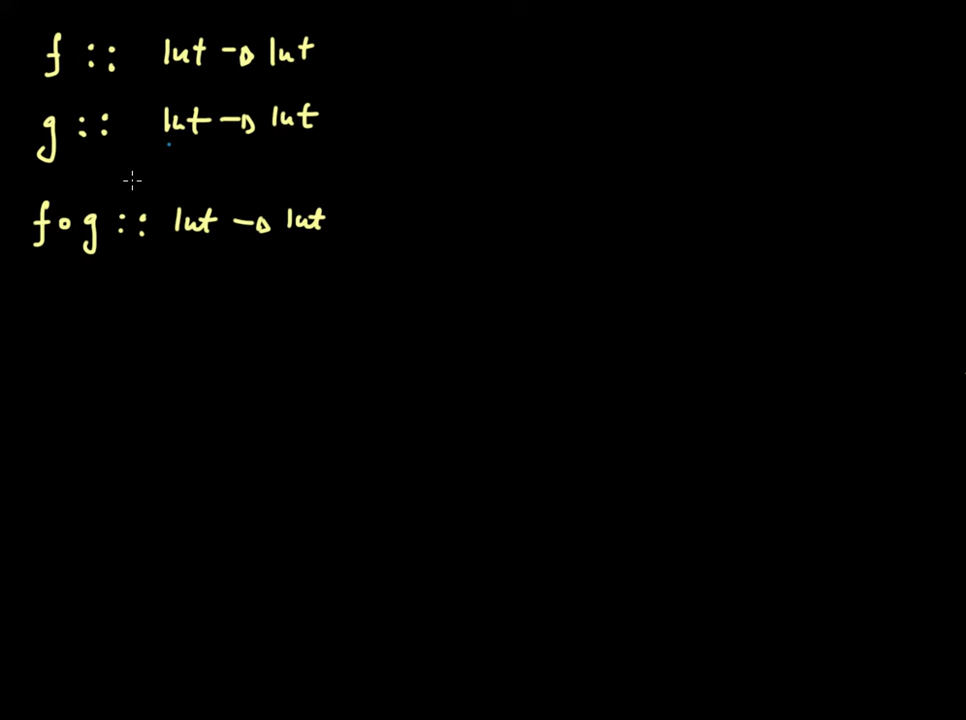 f :: Int → Int
g :: Int → Int
f∘g :: Int → Int